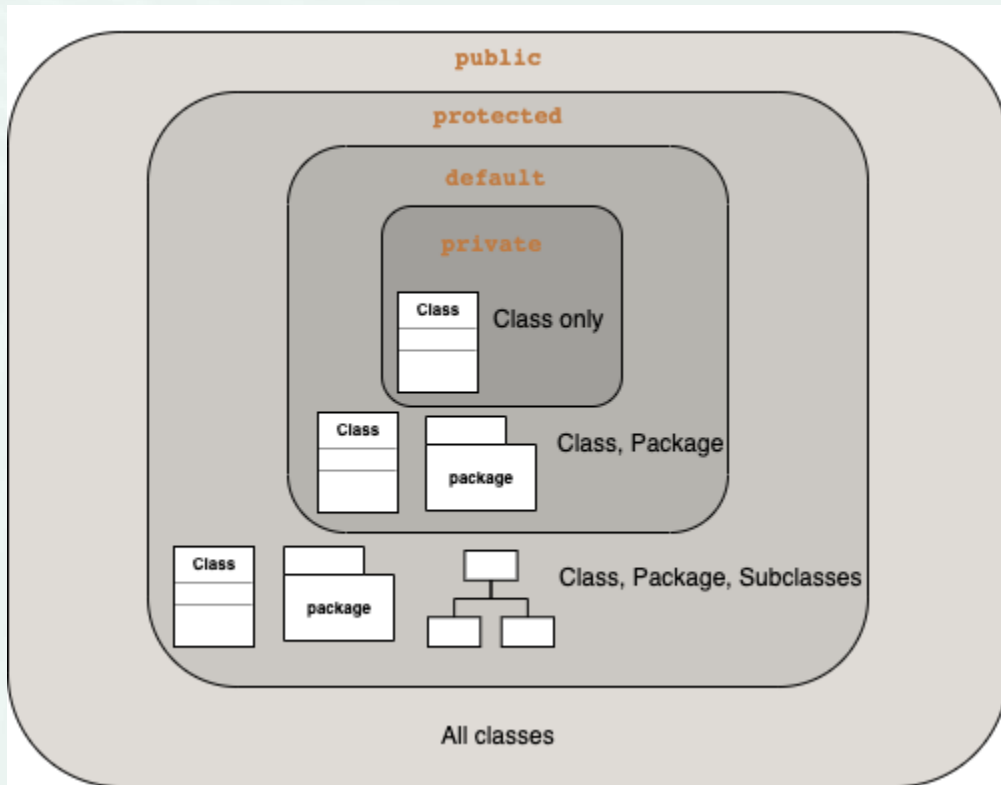 public
protected
default
private
Class
Class only
Class
package
Class, Package
Class
package
Class, Package, Subclasses
All classes